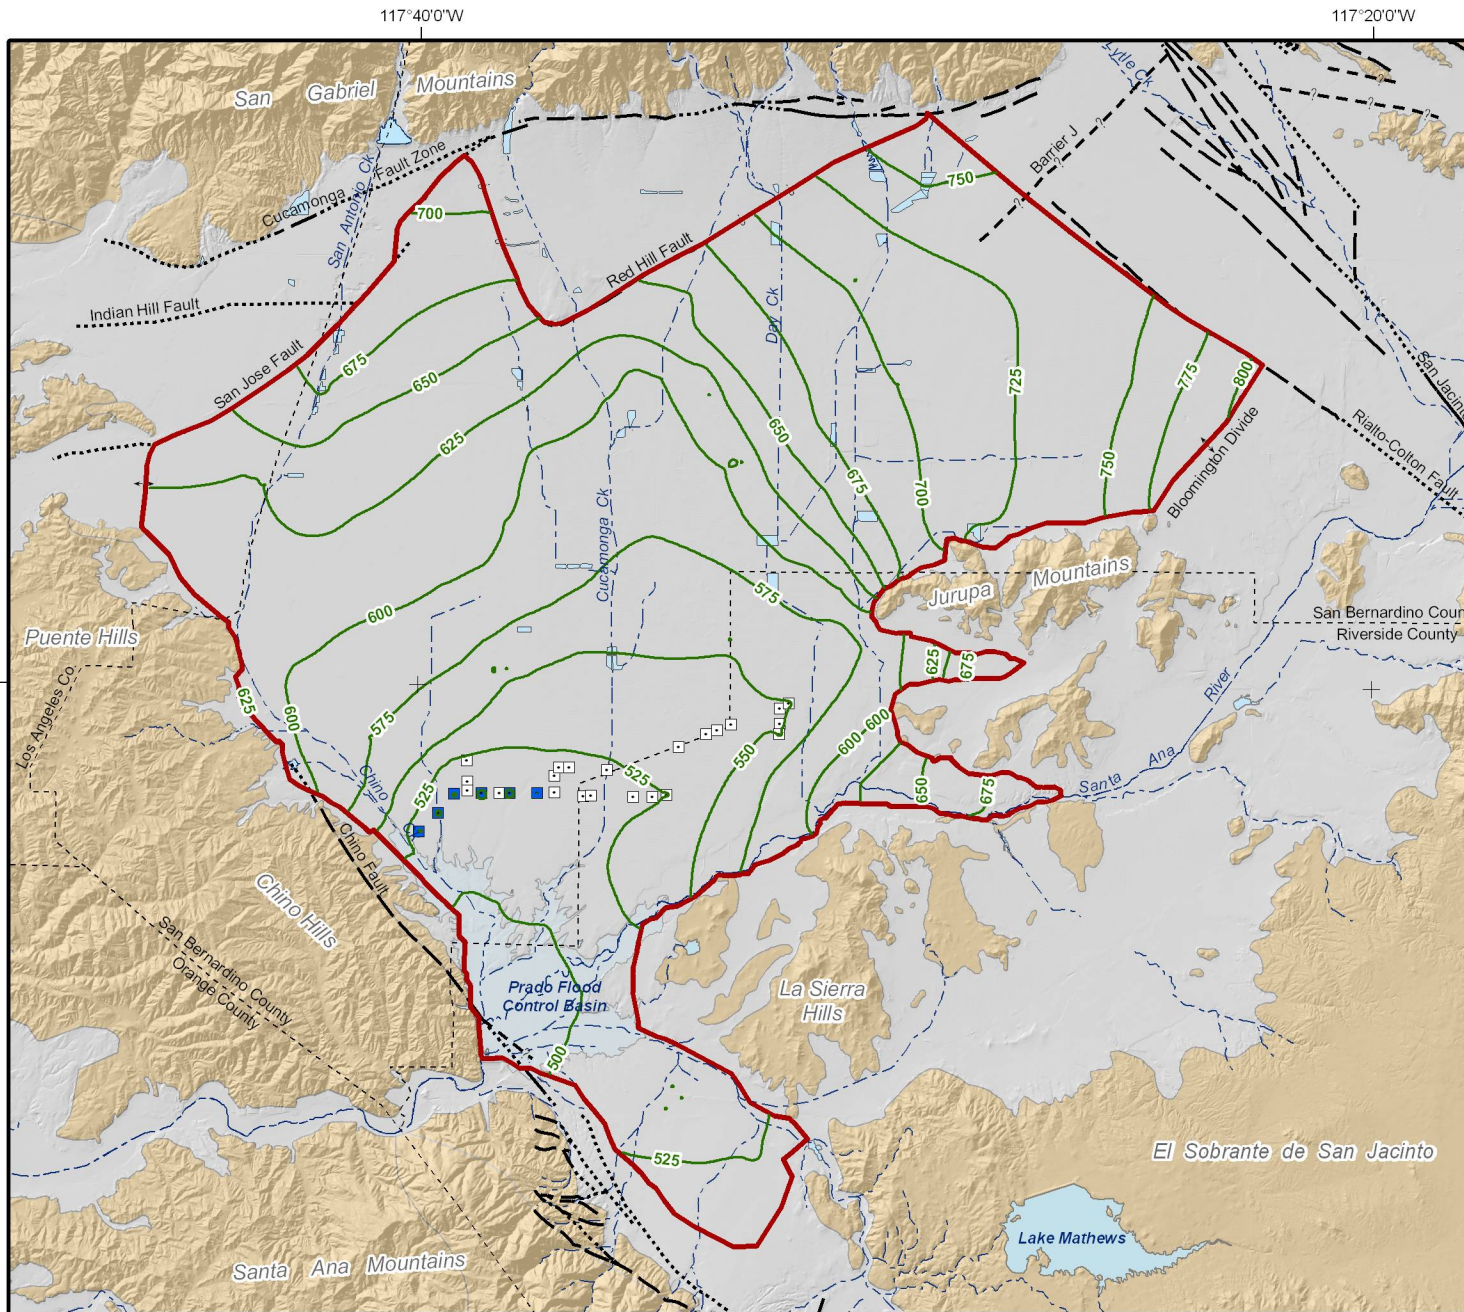 117°40'0"W
117°20'0"W
San Gabriel Mountains
Lytle Ck
Cucamonga Fault Zone
San Antonio Ck
Barrier J
?
?
?
?
?
?
750
700
Red Hill Fault
Indian Hill Fault
Day Ck
San Jose Fault
675
650
625
725
775
800
San Jacinto
Bloomington Divide
Rialto-Colton Fault
650
675
700
750
Cucamonga Ck
575
600
Jurupa Mountains
San Bernardino Coun
Riverside County
Puente Hills
Los Angeles Co.
625
600
575
625
675
River
Santa Ana
600
600
550
525
525
650
675
Chino Ck
Chino Fault
Chino Hills
San Bernardino County
Orange County
Prado Flood
Control Basin
La Sierra
Hills
500
525
El Sobrante de San Jacinto
Lake Mathews
Santa Ana Mountains